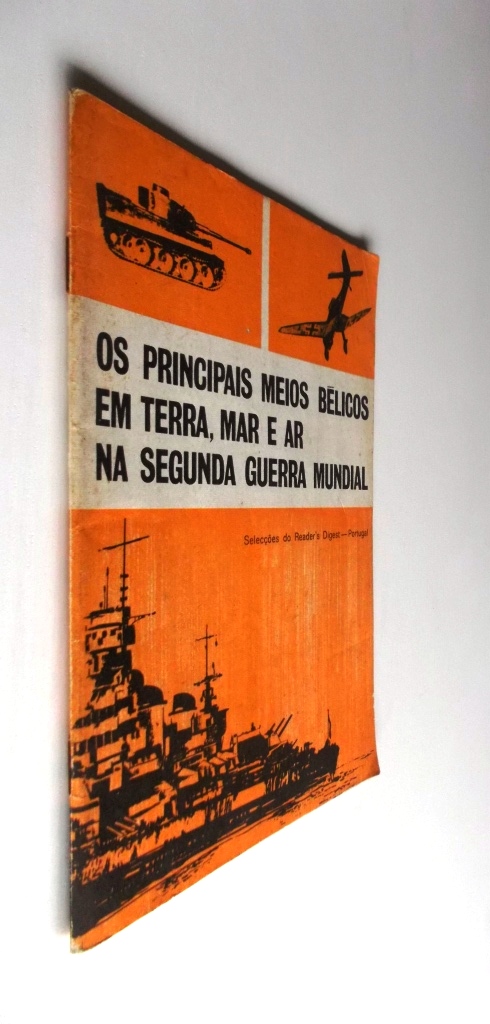 OS PRINCIPAIS MEIOS BÉLICOS
EM TERRA, MAR E AR
NA SEGUNDA GUERRA MUNDIAL
Selecções do Reader's Digest — Portugal